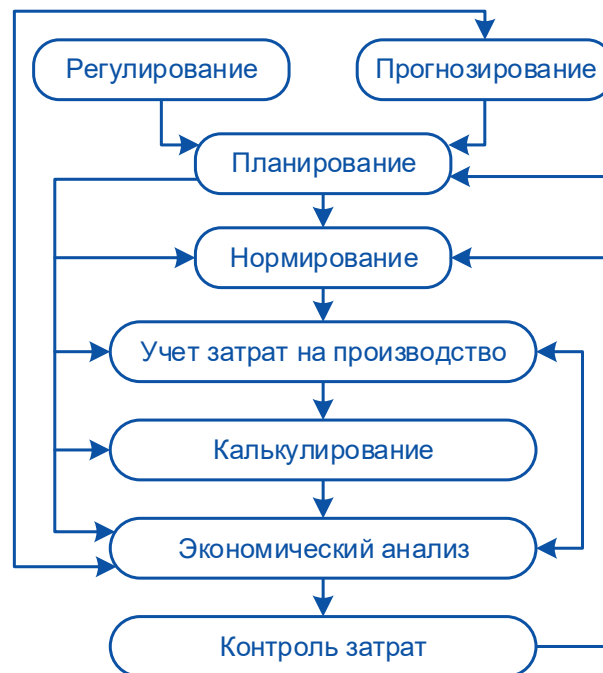 Регулирование
Прогнозирование
Планирование
Нормирование
Учет затрат на производство
Калькулирование
Экономический анализ
Контроль затрат